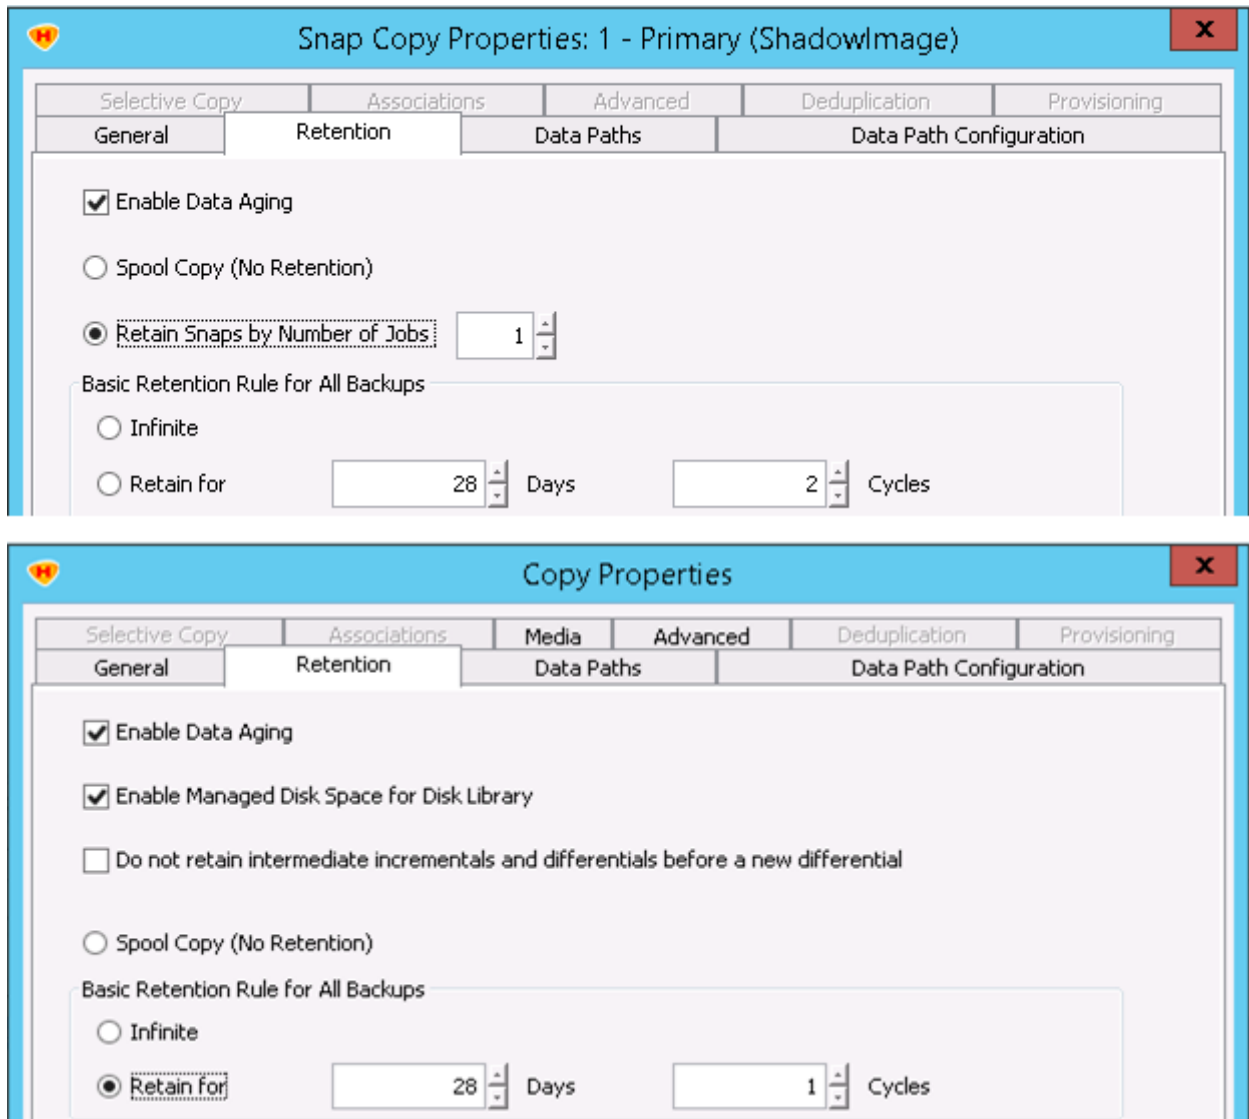 Snap Copy Properties: 1 - Primary (ShadowImage)
x
Selective Copy Associations Advanced Deduplication Provisioning
General Retention Data Paths Data Path Configuration
Enable Data Aging
Spool Copy (No Retention)
Retain Snaps by Number of Jobs 1
Basic Retention Rule for All Backups
Infinite
Retain for 28 Days 2 Cycles
H
Copy Properties
x
Selective Copy Associations Media Advanced Deduplication Provisioning
General Retention Data Paths Data Path Configuration
Enable Data Aging
Enable Managed Disk Space for Disk Library
Do not retain intermediate incrementals and differentials before a new differential
Spool Copy (No Retention)
Basic Retention Rule for All Backups
Infinite
Retain for 28 Days 1 Cycles